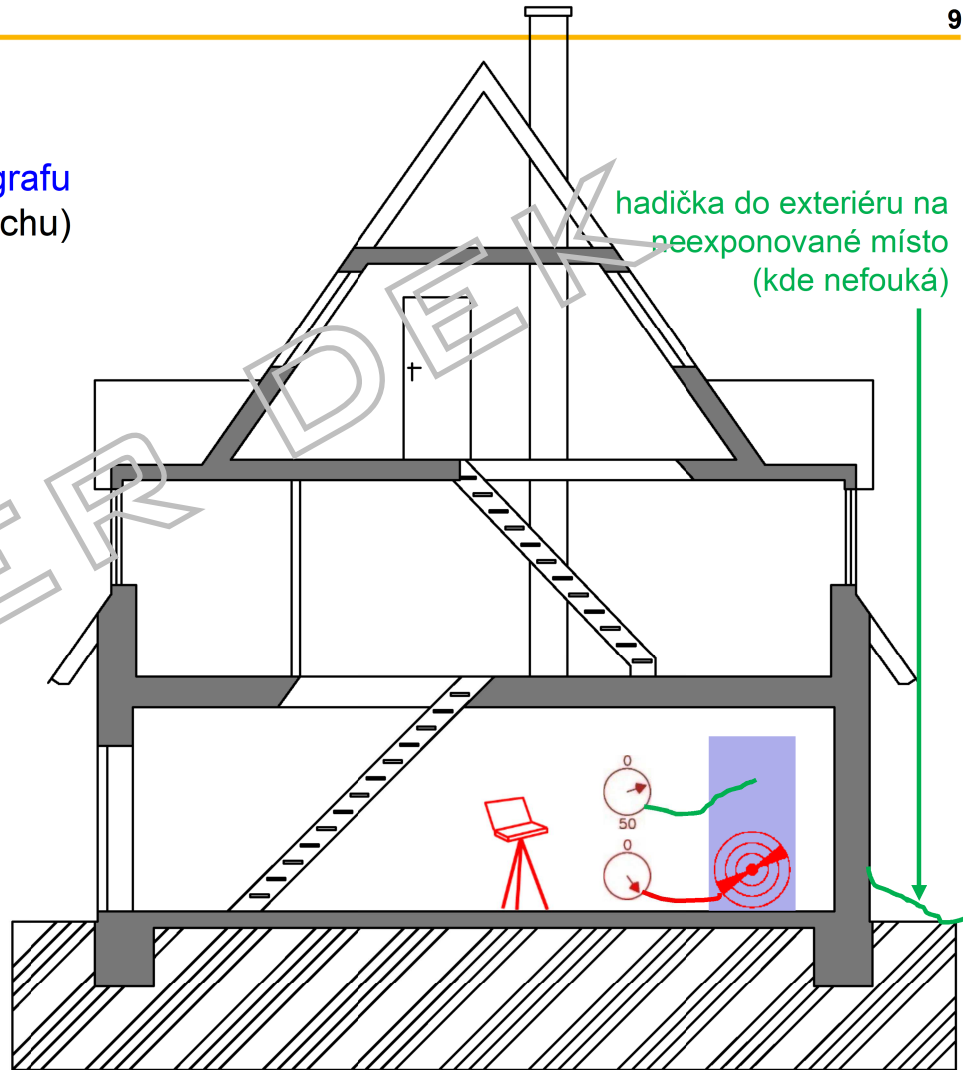 9
grafu
chu)
hadička do exteriéru na
neexponované místo
(kde nefouká)
ER DEK
0
50
0